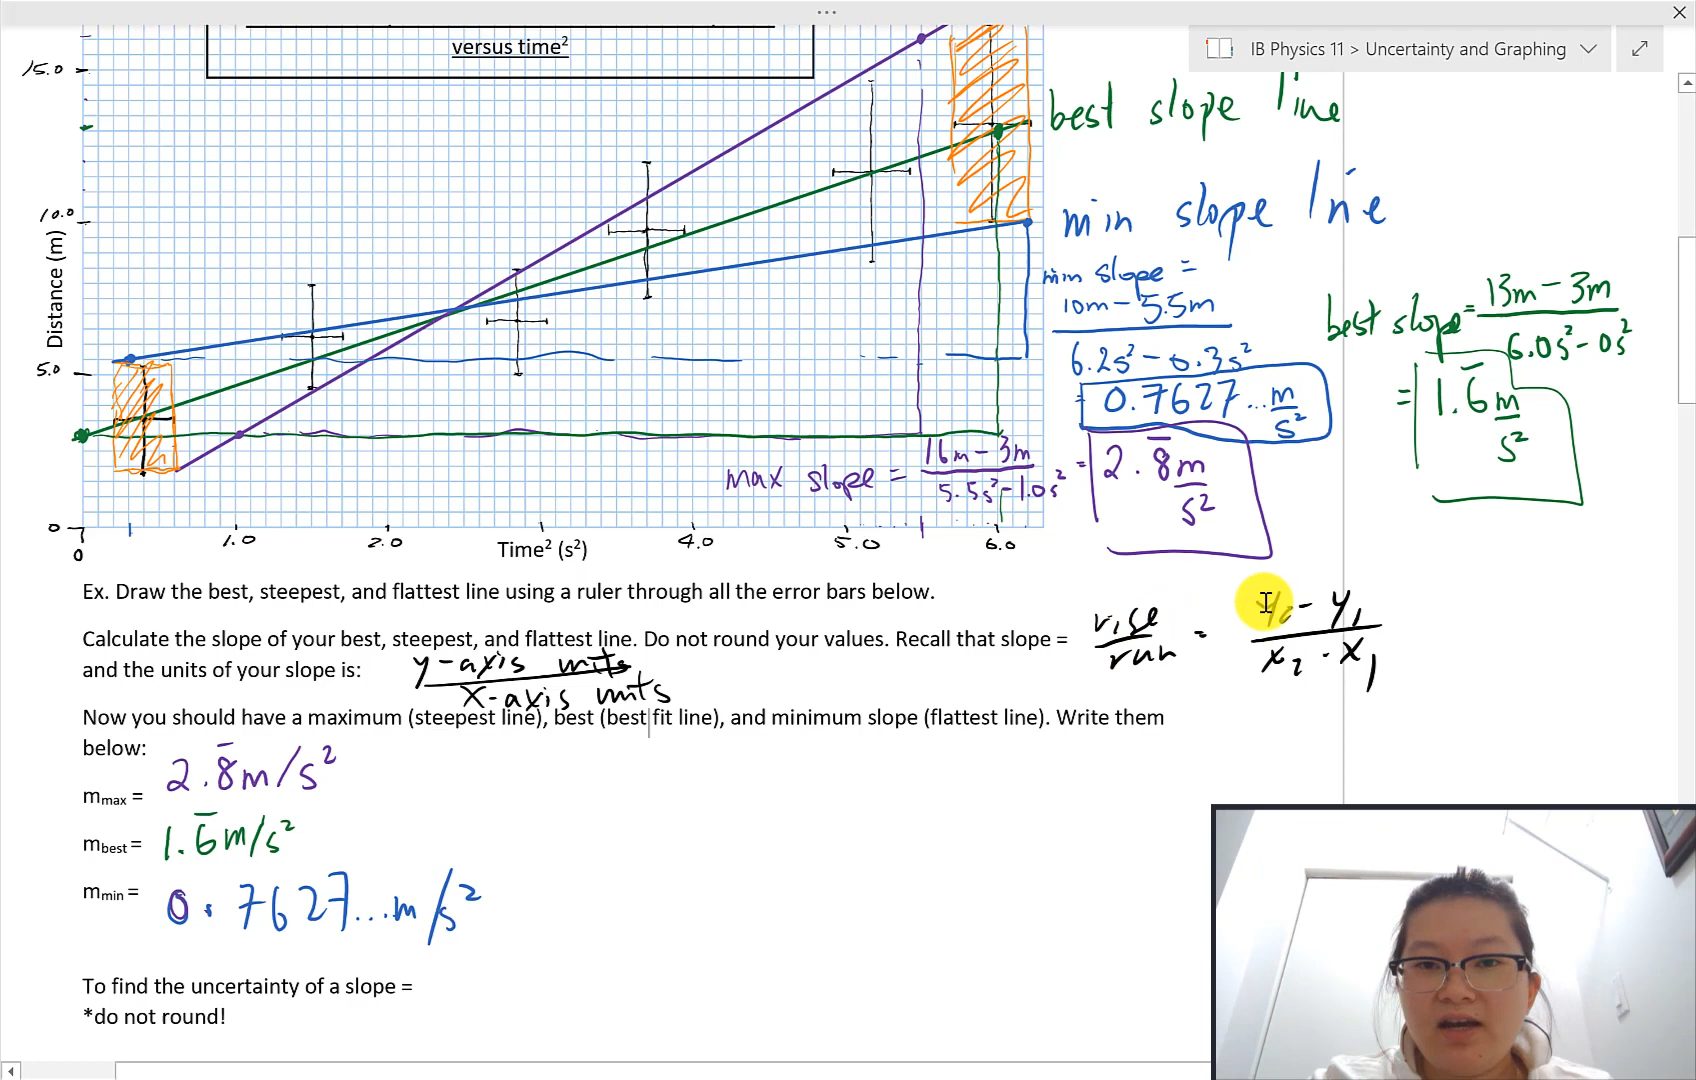 ...
IB Physics 11 > Uncertainty and Graphing
versus time²
15.0
best slope line
10.0
min slope line
Distance (m)
min slope =
10m - 5.5m
6.2s² - 0.3s²
= 0.7627... m/s²
best slope = 13m - 3m
6.0s² - 0s²
= 1.6̅ m/s²
5.0
max slope = 16m - 3m
5.5s² - 1.0s²
= 2.8̅ m/s²
0
0 1.0 2.0 4.0 5.0 6.0
Time² (s²)
Ex. Draw the best, steepest, and flattest line using a ruler through all the error bars below.
Calculate the slope of your best, steepest, and flattest line. Do not round your values. Recall that slope = rise/run = y₂ - y₁ / x₂ - x₁
and the units of your slope is: y-axis units
x-axis units
Now you should have a maximum (steepest line), best (best fit line), and minimum slope (flattest line). Write them
below:
mmax = 2.8̅ m/s²
mbest = 1.6̅ m/s²
mmin = 0.7627... m/s²
To find the uncertainty of a slope =
*do not round!